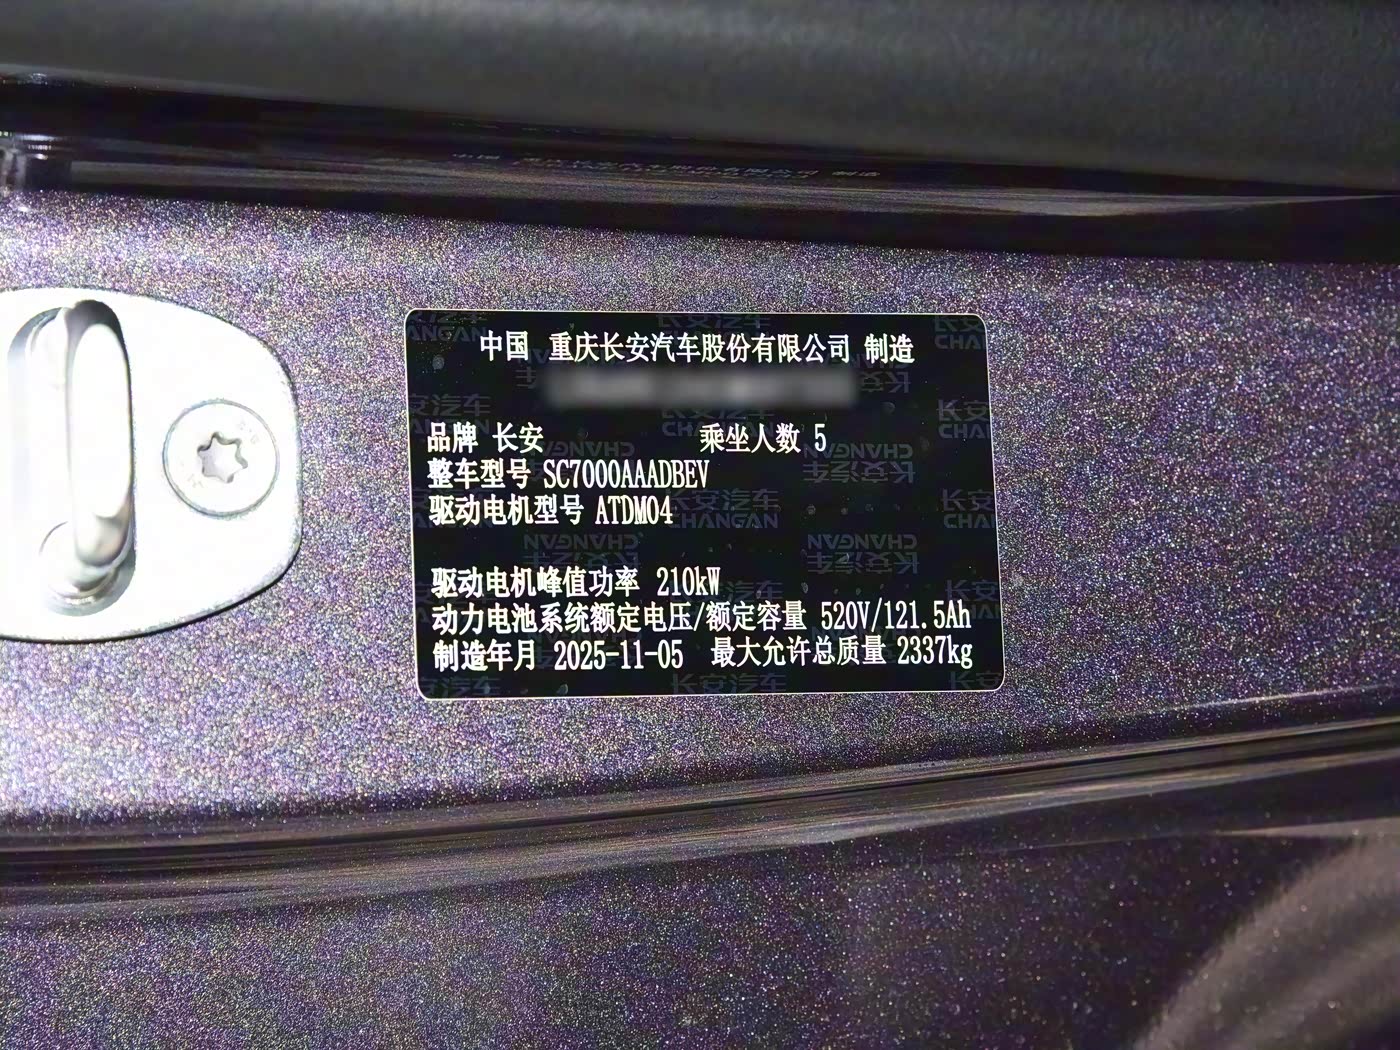 中国 重庆长安汽车股份有限公司 制造
品牌 长安 乘坐人数 5
整车型号 SC7000AAADBEV
驱动电机型号 ATDM04
驱动电机峰值功率 210kW
动力电池系统额定电压/额定容量 520V/121.5Ah
制造年月 2025-11-05 最大允许总质量 2337kg